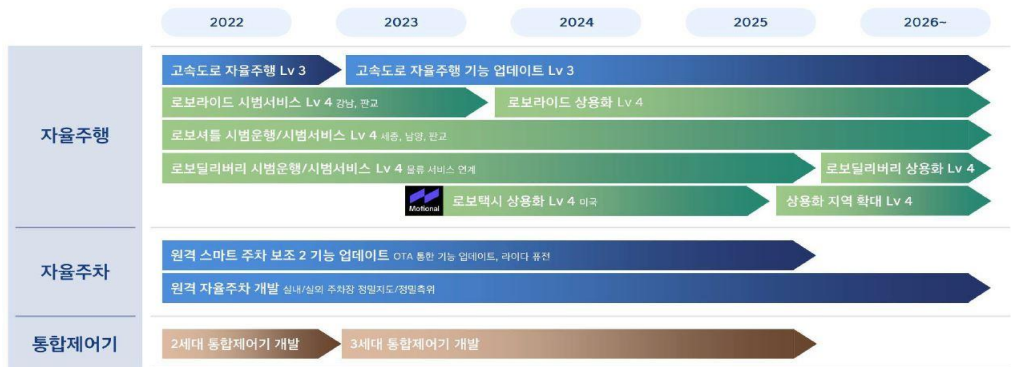 2022 2023 2024 2025 2026~
자율주행
고속도로 자율주행 Lv 3 고속도로 자율주행 기능 업데이트 Lv 3
로보라이드 시범서비스 Lv 4 강남, 판교 로보라이드 상용화 Lv 4
로보셔틀 시범운행/시범서비스 Lv 4 세종, 남양, 판교
로보딜리버리 시범운행/시범서비스 Lv 4 물류 서비스 연계 로보딜리버리 상용화 Lv 4
Motional 로보택시 상용화 Lv 4 미국 상용화 지역 확대 Lv 4
자율주차
원격 스마트 주차 보조 2 기능 업데이트 OTA 통한 기능 업데이트, 라이다 퓨전
원격 자율주차 개발 실내/실외 주차장 정밀지도/정밀측위
통합제어기
2세대 통합제어기 개발 3세대 통합제어기 개발